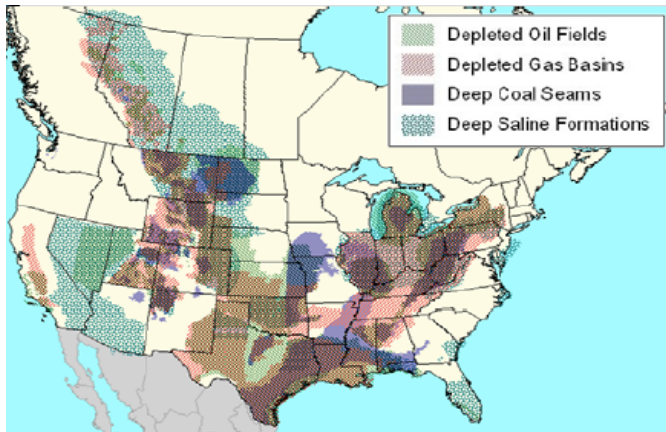 Depleted Oil Fields
Depleted Gas Basins
Deep Coal Seams
Deep Saline Formations